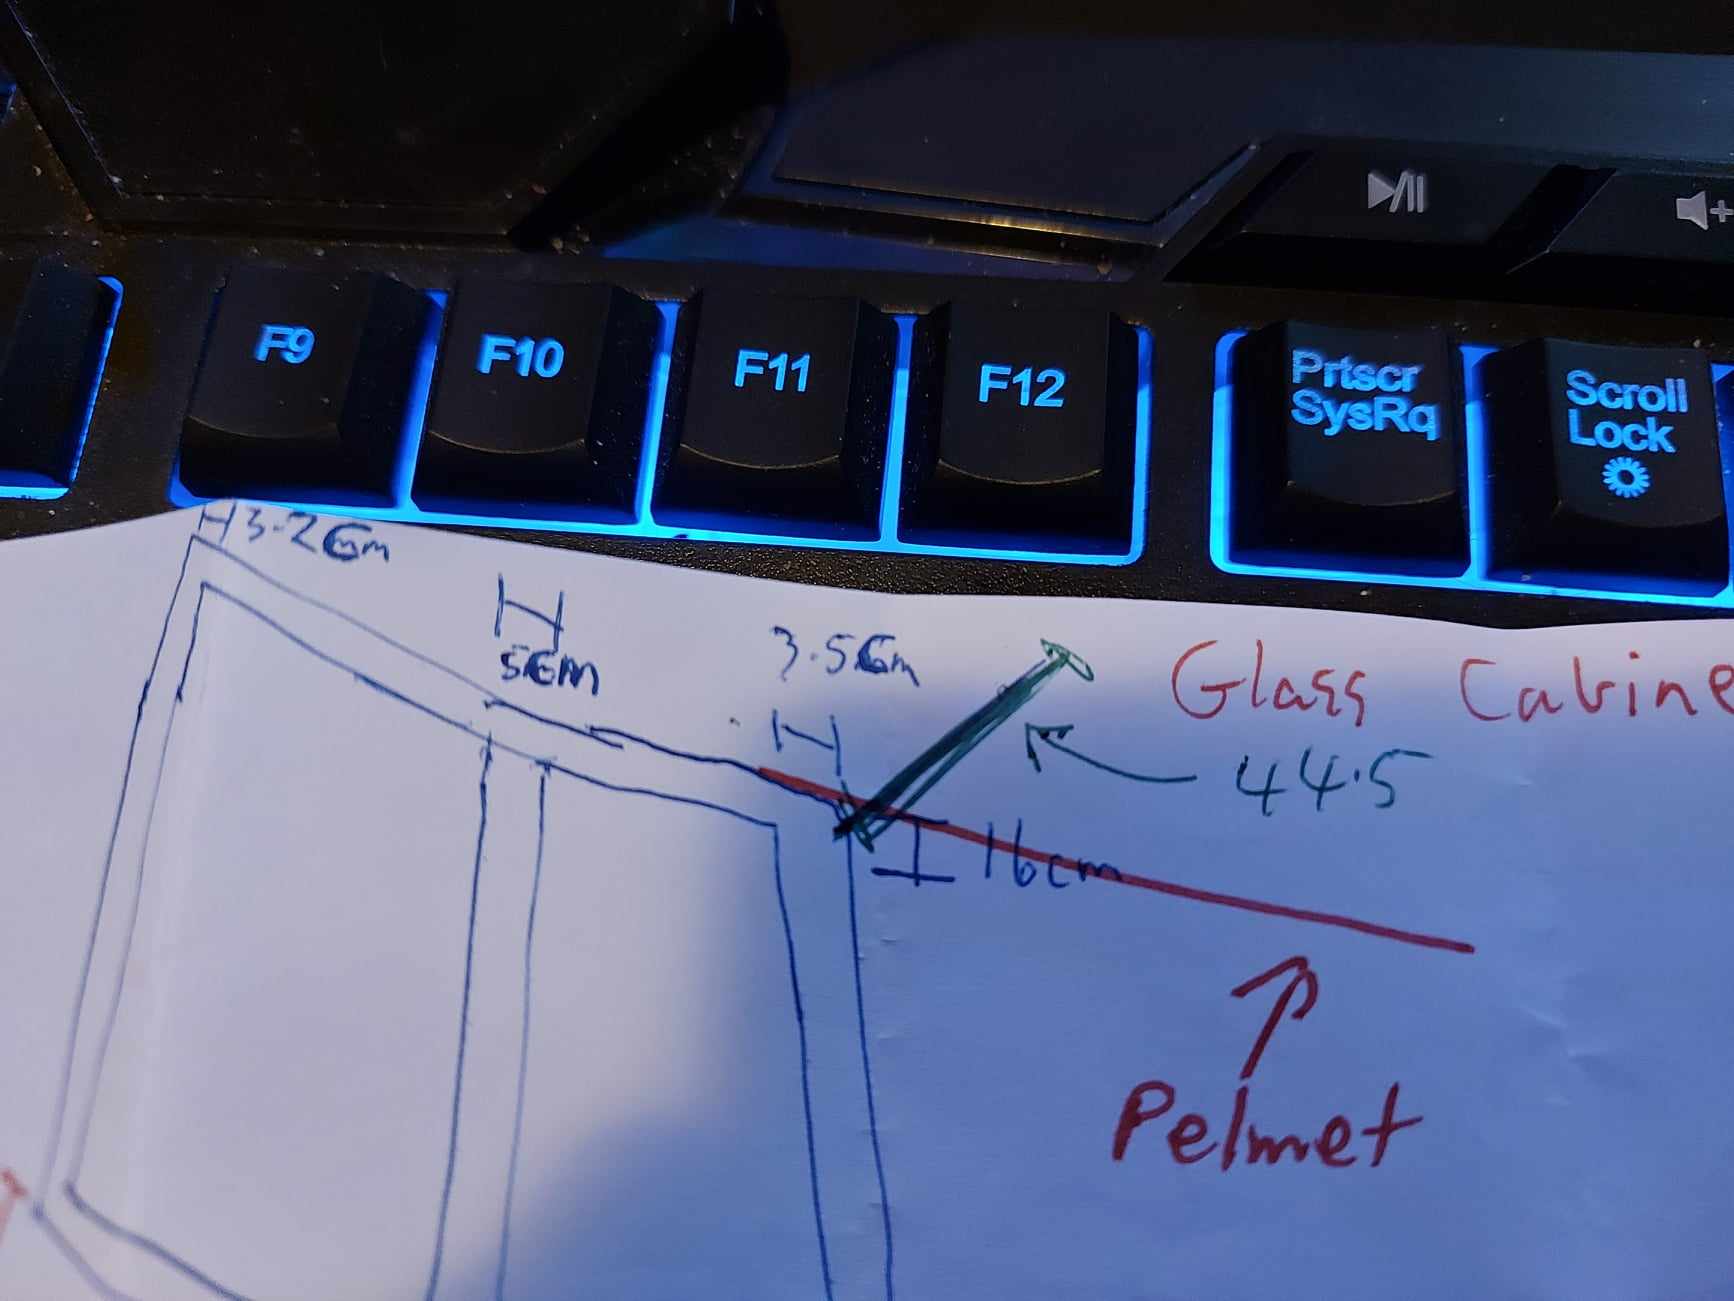 F9
F10
F11
F12
Prtscr
SysRq
Scroll
Lock
3.2cm
5cm
3.5cm
Glass Cabine
44.5
16cm
Pelmet